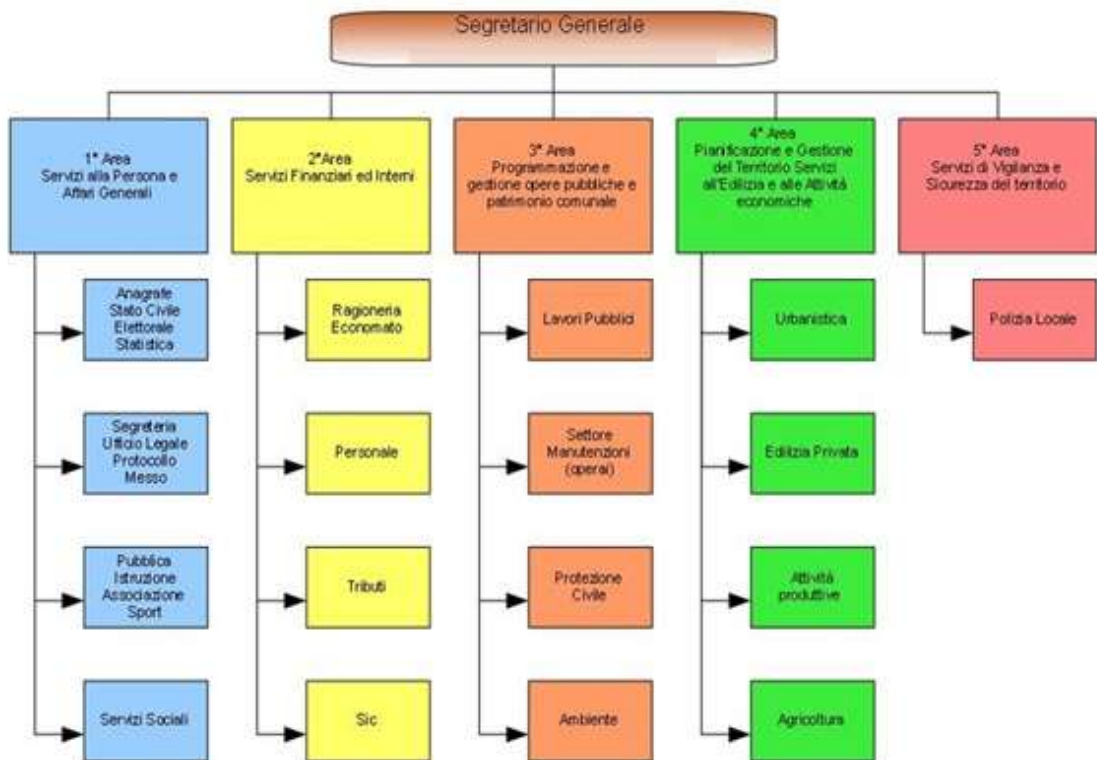 Segretario Generale
1° Area
Servizi alla Persona e
Affari Generali
2°Area
Servizi Finanziari ed Interni
3° Area
Programmazione e
gestione opere pubbliche e
patrimonio comunale
4° Area
Pianificazione e Gestione
del Territorio Servizi
all'Edilizia e alle Attività
economiche
5° Area
Servizi di Vigilanza e
Sicurezza del territorio
Anagrafe
Stato Civile
Elettorale
Statistica
Ragioneria
Economato
Lavori Pubblici
Urbanistica
Polizia Locale
Segreteria
Ufficio Legale
Protocollo
Messo
Personale
Settore
Manutenzioni
(operai)
Edilizia Privata
Pubblica
Istruzione
Associazione
Sport
Tributi
Protezione
Civile
Attività
produttive
Servizi Sociali
Sic
Ambiente
Agricoltura